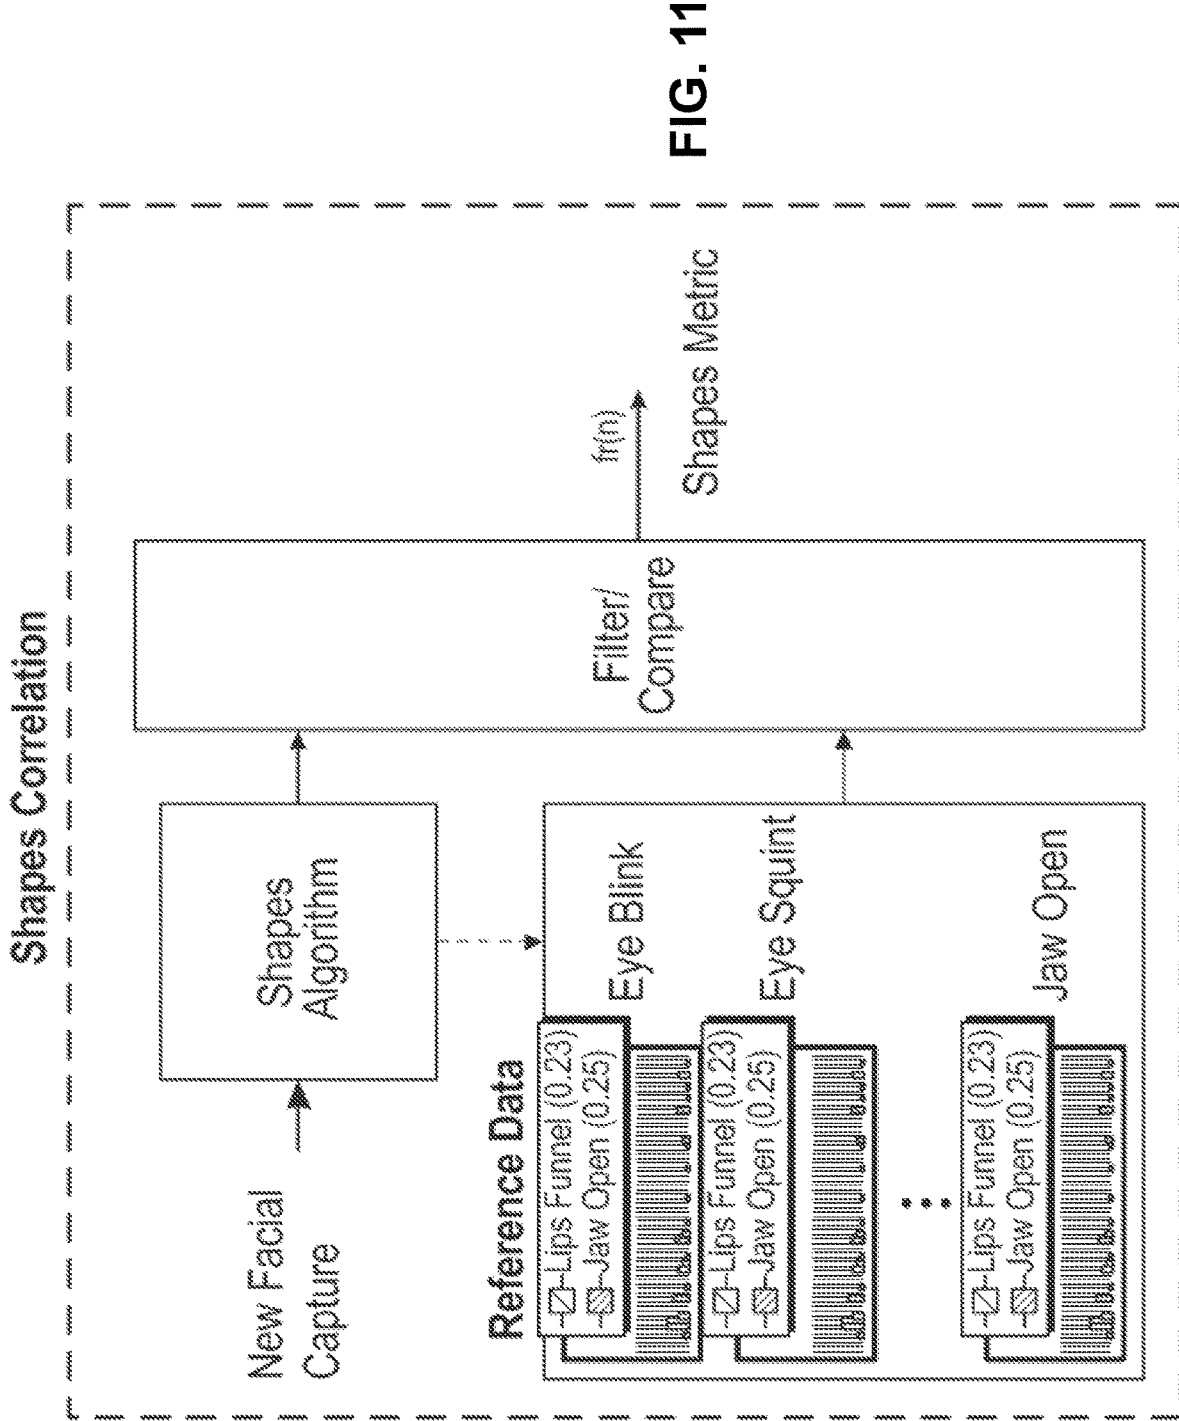 Shapes Correlation
New Facial
Capture
Shapes
Algorithm
Reference Data
Lips Funnel (0.23)
Jaw Open (0.25)
Eye Blink
Lips Funnel (0.23)
Jaw Open (0.25)
Eye Squint
Lips Funnel (0.23)
Jaw Open (0.25)
Jaw Open
Filter/
Compare
fr(n)
Shapes Metric
FIG. 11